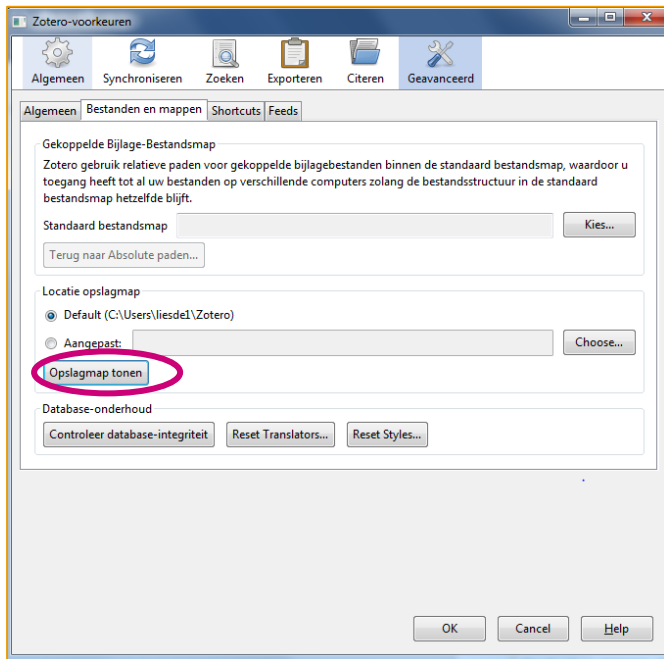 Zotero-voorkeuren
Algemeen Synchroniseren Zoeken Exporteren Citeren Geavanceerd
Algemeen Bestanden en mappen Shortcuts Feeds
Gekoppelde Bijlage-Bestandsmap
Zotero gebruik relatieve paden voor gekoppelde bijlagebestanden binnen de standaard bestandsmap, waardoor u
toegang heeft tot al uw bestanden op verschillende computers zolang de bestandsstructuur in de standaard
bestandsmap hetzelfde blijft.
Standaard bestandsmap Kies...
Terug naar Absolute paden...
Locatie opslagmap
Default (C:\Users\liesde1\Zotero)
Aangepast: Choose...
Opslagmap tonen
Database-onderhoud
Controleer database-integriteit Reset Translators... Reset Styles...
OK Cancel Help